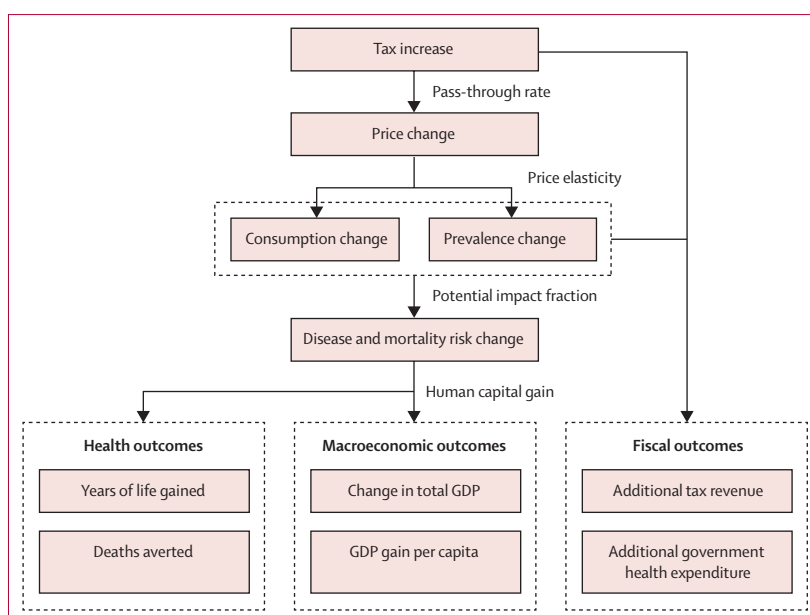 Tax increase
Pass-through rate
Price change
Price elasticity
Consumption change
Prevalence change
Potential impact fraction
Disease and mortality risk change
Human capital gain
Health outcomes
Years of life gained
Deaths averted
Macroeconomic outcomes
Change in total GDP
GDP gain per capita
Fiscal outcomes
Additional tax revenue
Additional government
health expenditure